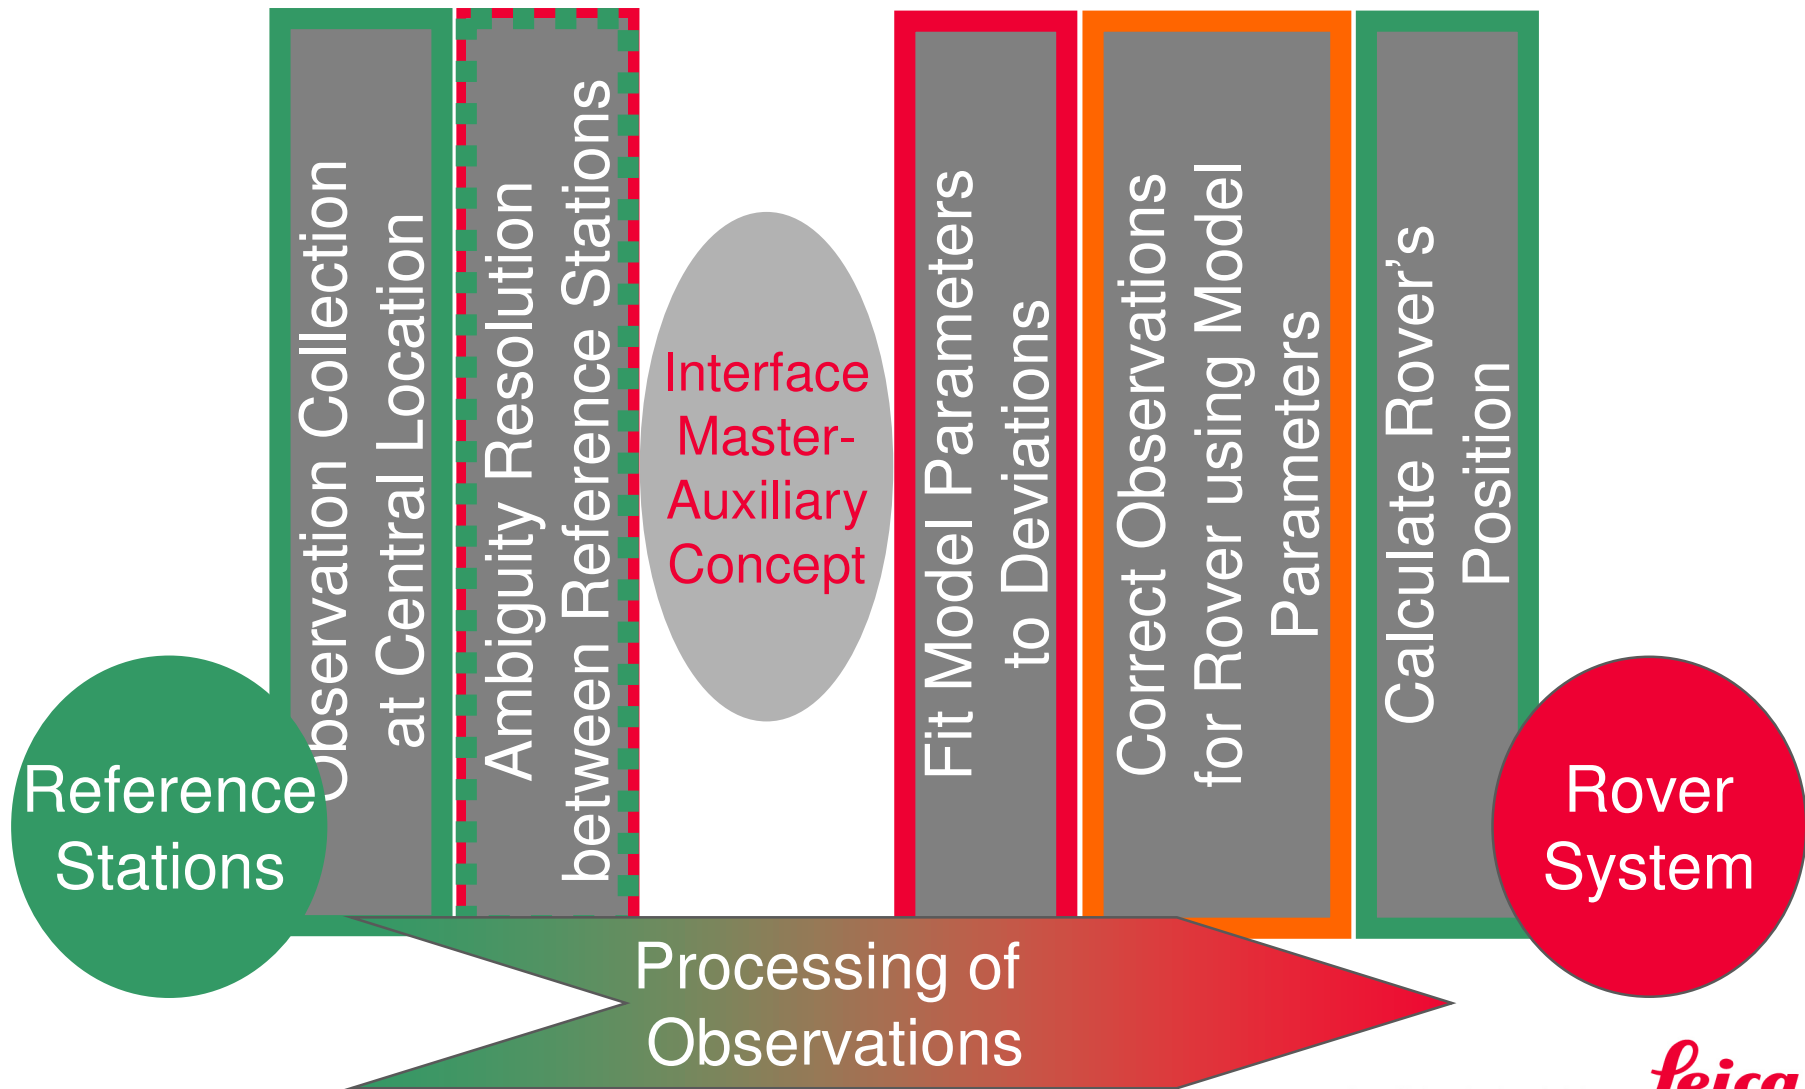 Observation Collection
at Central Location
Ambiguity Resolution
between Reference Stations
Interface
Master-
Auxiliary
Concept
Fit Model Parameters
to Deviations
Correct Observations
for Rover using Model
Parameters
Calculate Rover's
Position
Reference
Stations
Rover
System
Processing of
Observations
Leica